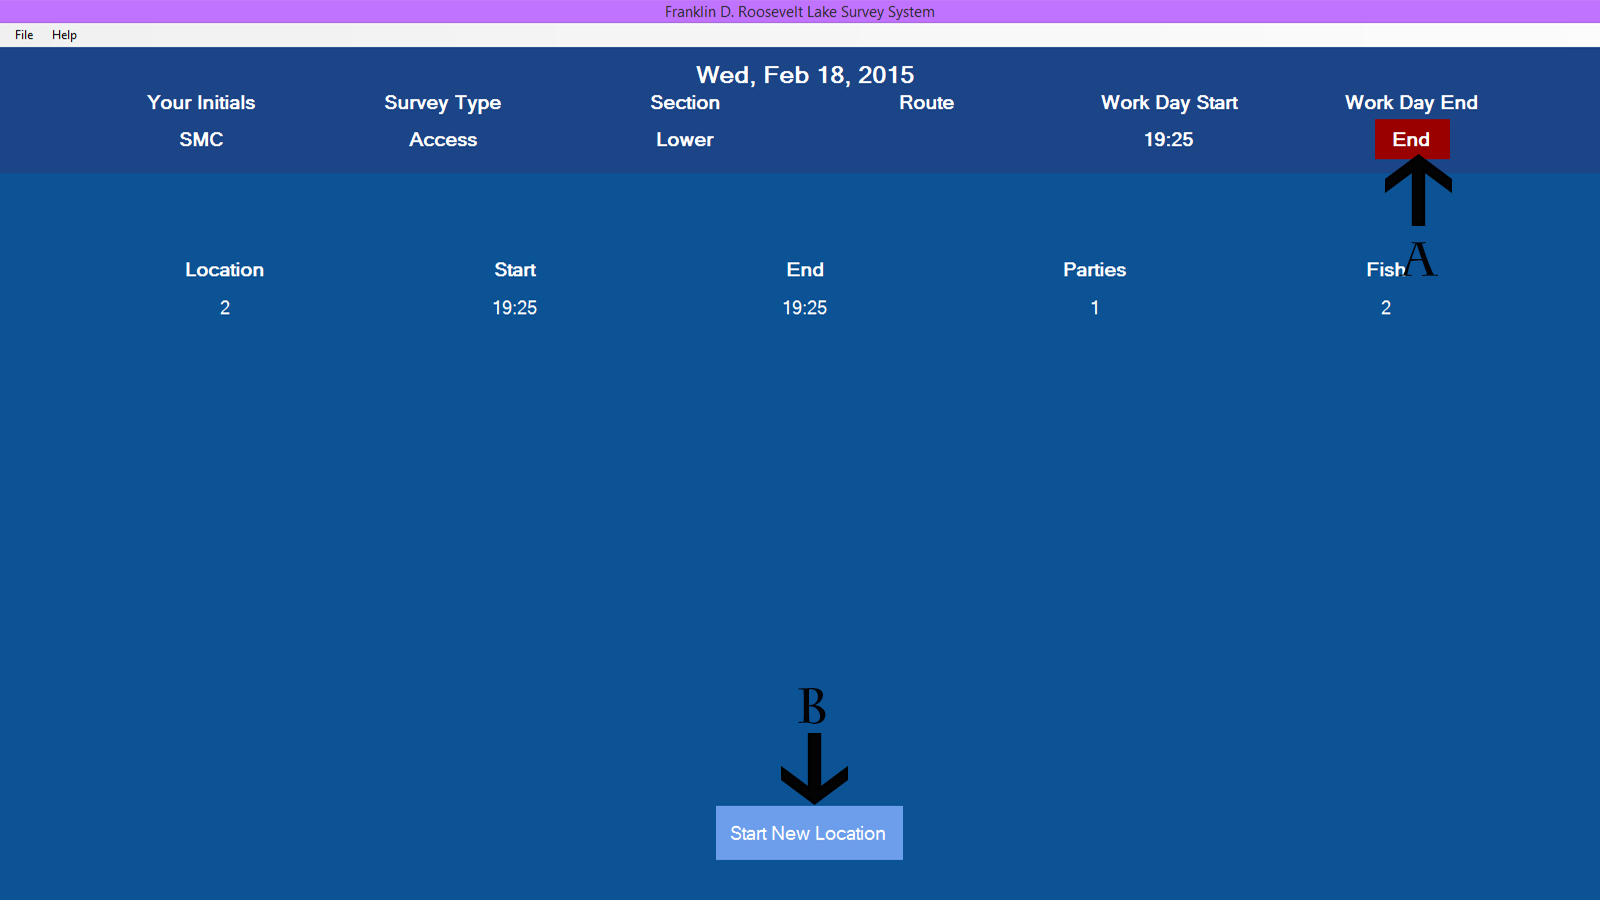 Franklin D. Roosevelt Lake Survey System
File Help
Wed, Feb 18, 2015
Your Initials Survey Type Section Route Work Day Start Work Day End
SMC Access Lower 19:25 End
A
Location Start End Parties Fish
2 19:25 19:25 1 2
B
Start New Location